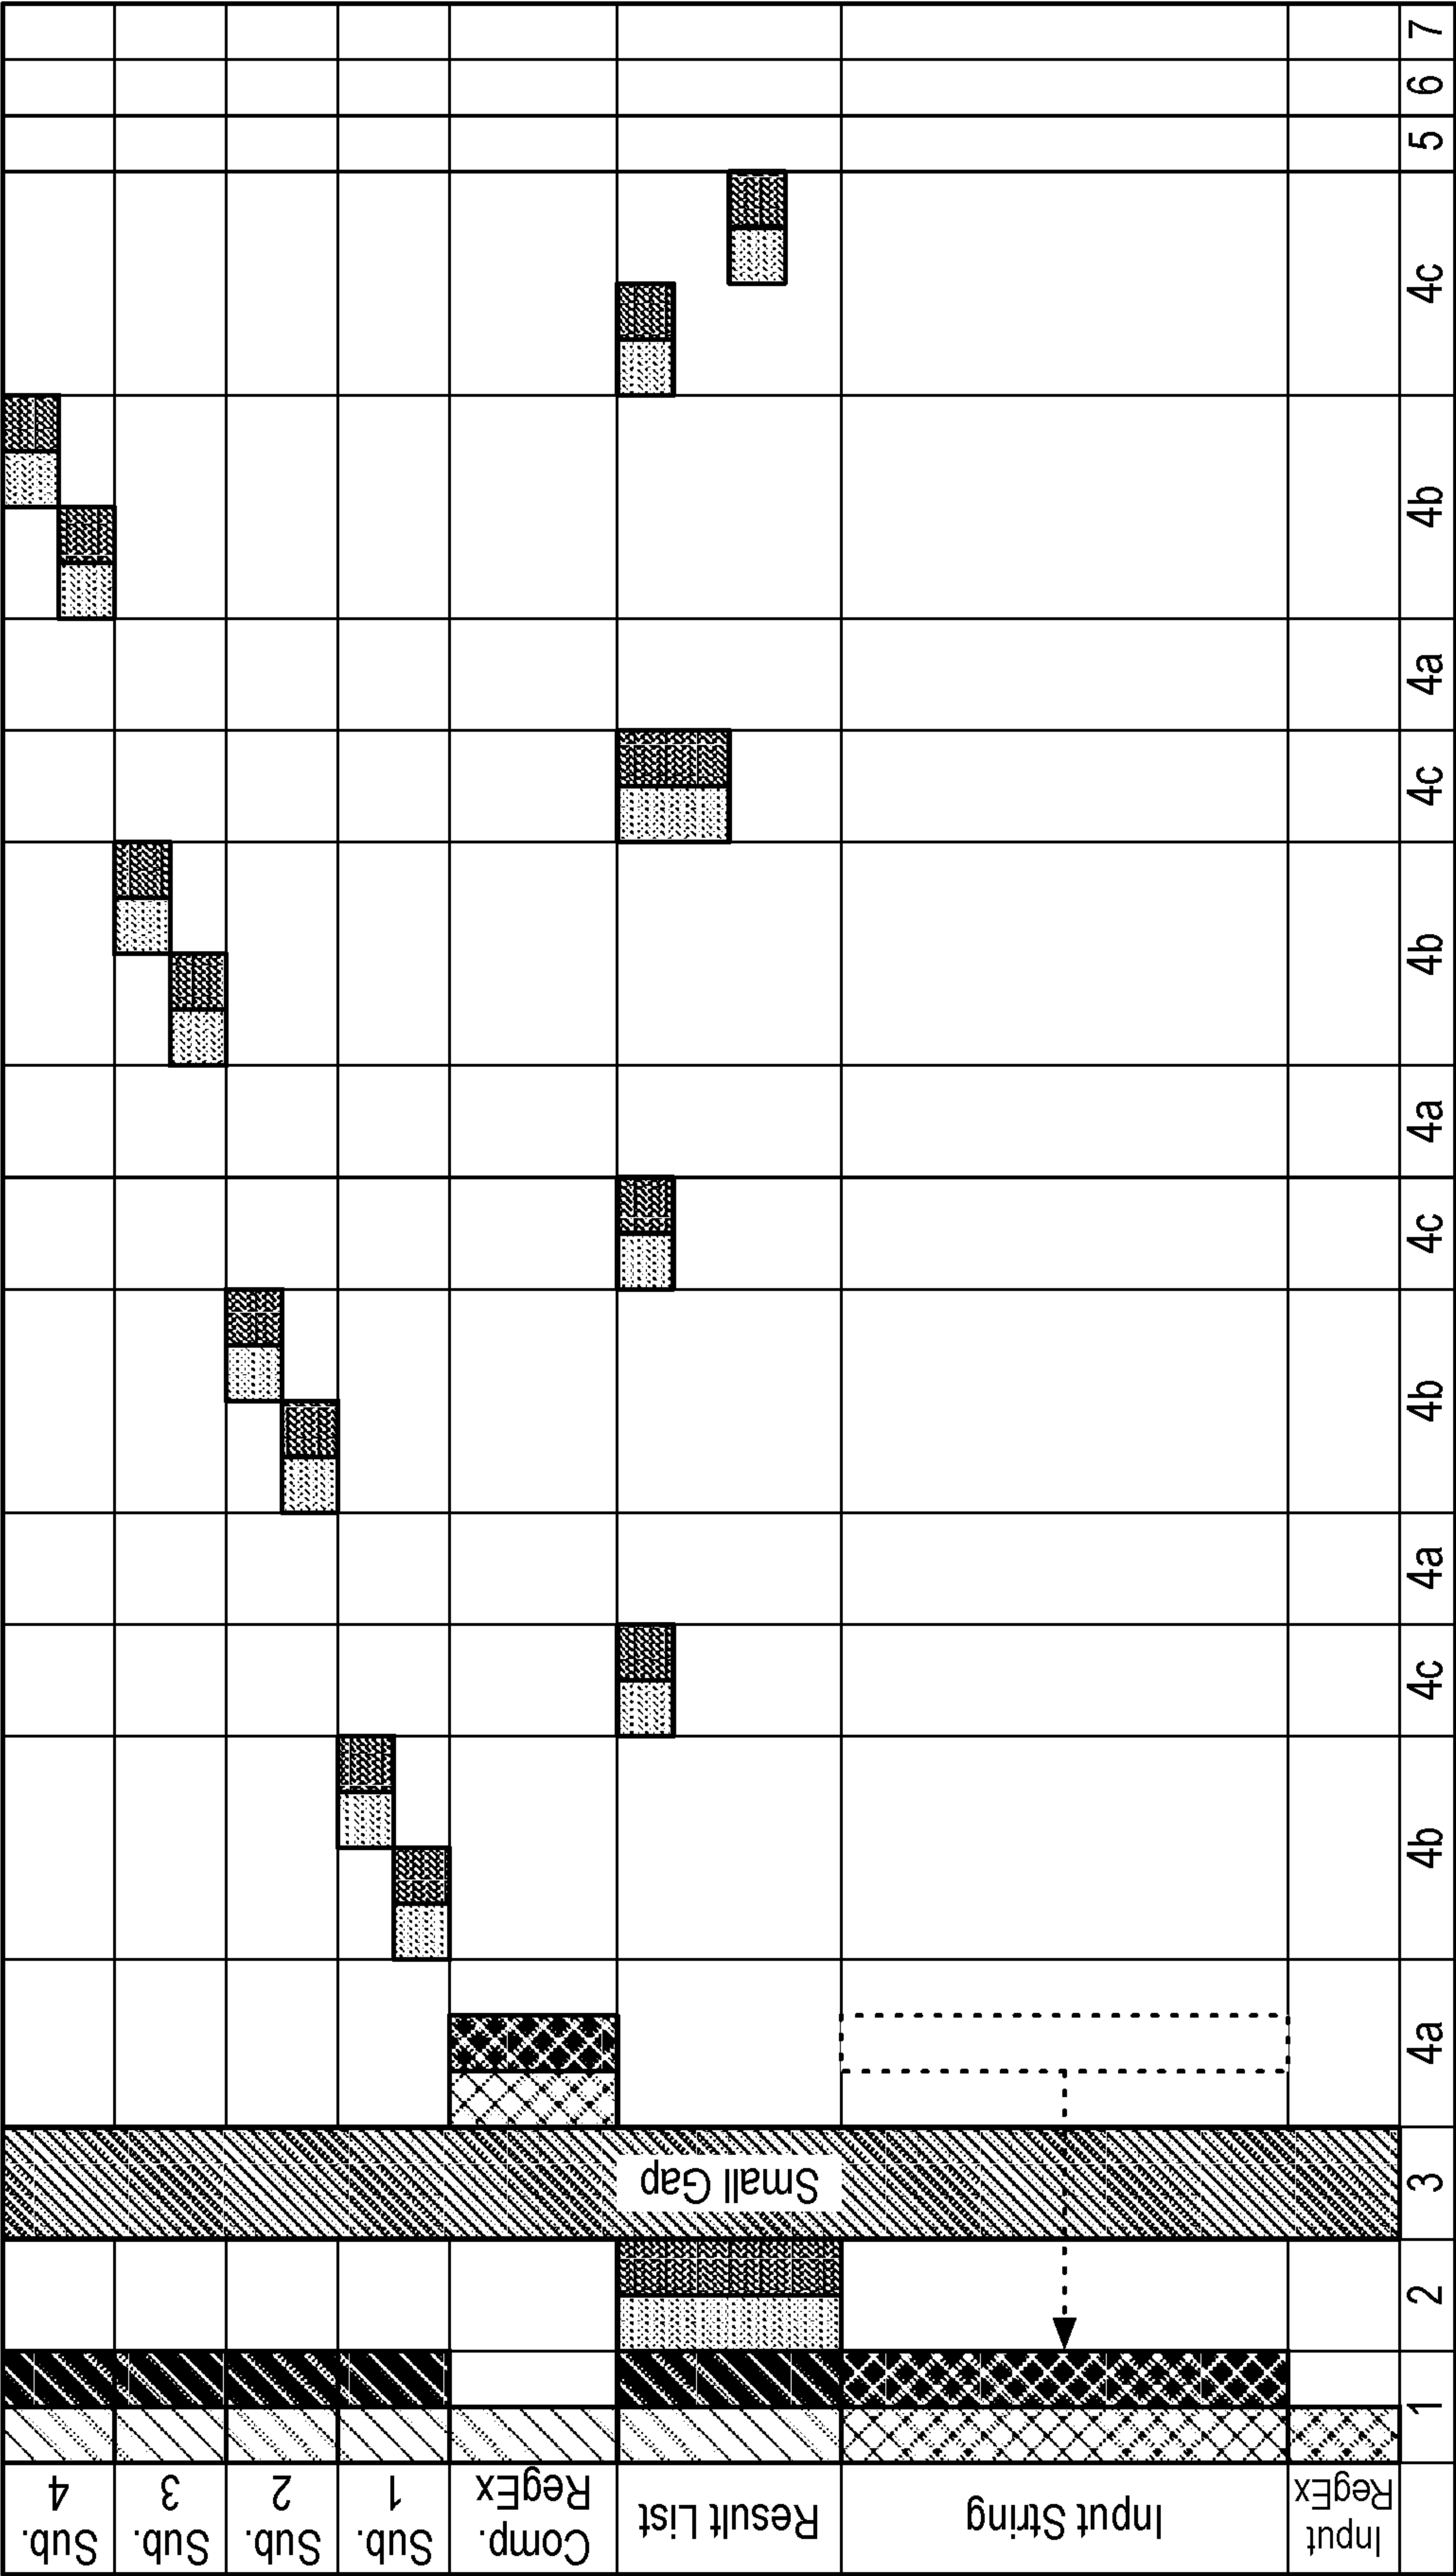 Sub.
4
Sub.
3
Sub.
2
Sub.
1
Comp.
RegEx
Result List
Input String
Input
RegEx
Small Gap
1
2
3
4a
4b
4c
4a
4b
4c
4a
4b
4c
4a
4b
4c
5
6
7